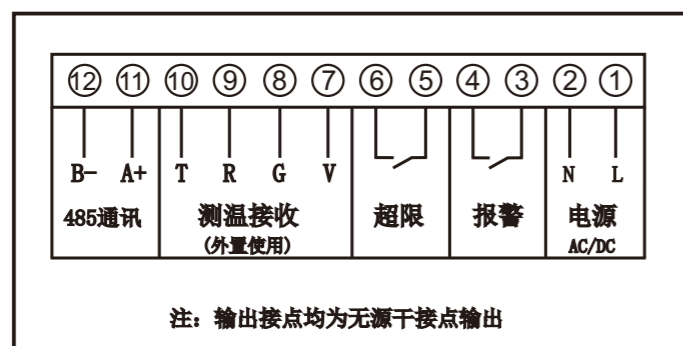 ⑫ ⑪ ⑩ ⑨ ⑧ ⑦ ⑥ ⑤ ④ ③ ② ①
B- A+ T R G V N L
485通讯 测温接收 超限 报警 电源
(外置使用) AC/DC
注：输出接点均为无源干接点输出